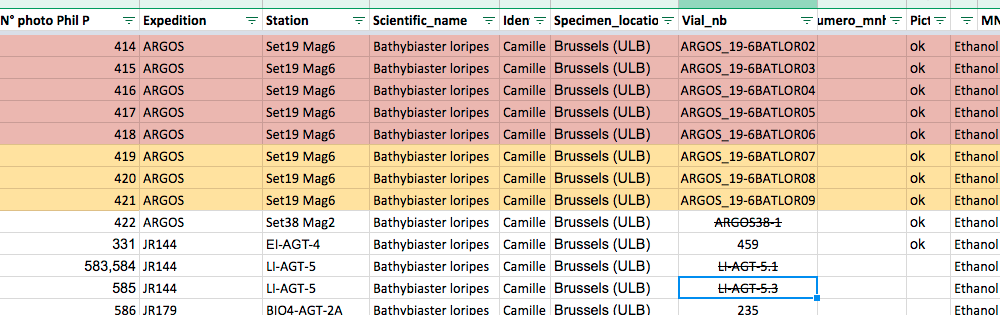 N° photo Phil P Expedition Station Scientific_name Iden Specimen_locatio Vial_nb umero_mnh Pict MN
414 ARGOS Set19 Mag6 Bathybiaster loripes Camille Brussels (ULB) ARGOS_19-6BATLOR02 ok Ethanol
415 ARGOS Set19 Mag6 Bathybiaster loripes Camille Brussels (ULB) ARGOS_19-6BATLOR03 ok Ethanol
416 ARGOS Set19 Mag6 Bathybiaster loripes Camille Brussels (ULB) ARGOS_19-6BATLOR04 ok Ethanol
417 ARGOS Set19 Mag6 Bathybiaster loripes Camille Brussels (ULB) ARGOS_19-6BATLOR05 ok Ethanol
418 ARGOS Set19 Mag6 Bathybiaster loripes Camille Brussels (ULB) ARGOS_19-6BATLOR06 ok Ethanol
419 ARGOS Set19 Mag6 Bathybiaster loripes Camille Brussels (ULB) ARGOS_19-6BATLOR07 ok Ethanol
420 ARGOS Set19 Mag6 Bathybiaster loripes Camille Brussels (ULB) ARGOS_19-6BATLOR08 ok Ethanol
421 ARGOS Set19 Mag6 Bathybiaster loripes Camille Brussels (ULB) ARGOS_19-6BATLOR09 ok Ethanol
422 ARGOS Set38 Mag2 Bathybiaster loripes Camille Brussels (ULB) ARGOS38-1 ok Ethanol
331 JR144 EI-AGT-4 Bathybiaster loripes Camille Brussels (ULB) 459 ok Ethanol
583,584 JR144 LI-AGT-5 Bathybiaster loripes Camille Brussels (ULB) LI-AGT-5.1 Ethanol
585 JR144 LI-AGT-5 Bathybiaster loripes Camille Brussels (ULB) LI-AGT-5.3 Ethanol
586 JR179 BIO4-AGT-2A Bathybiaster loripes Camille Brussels (ULB) 235 Ethanol